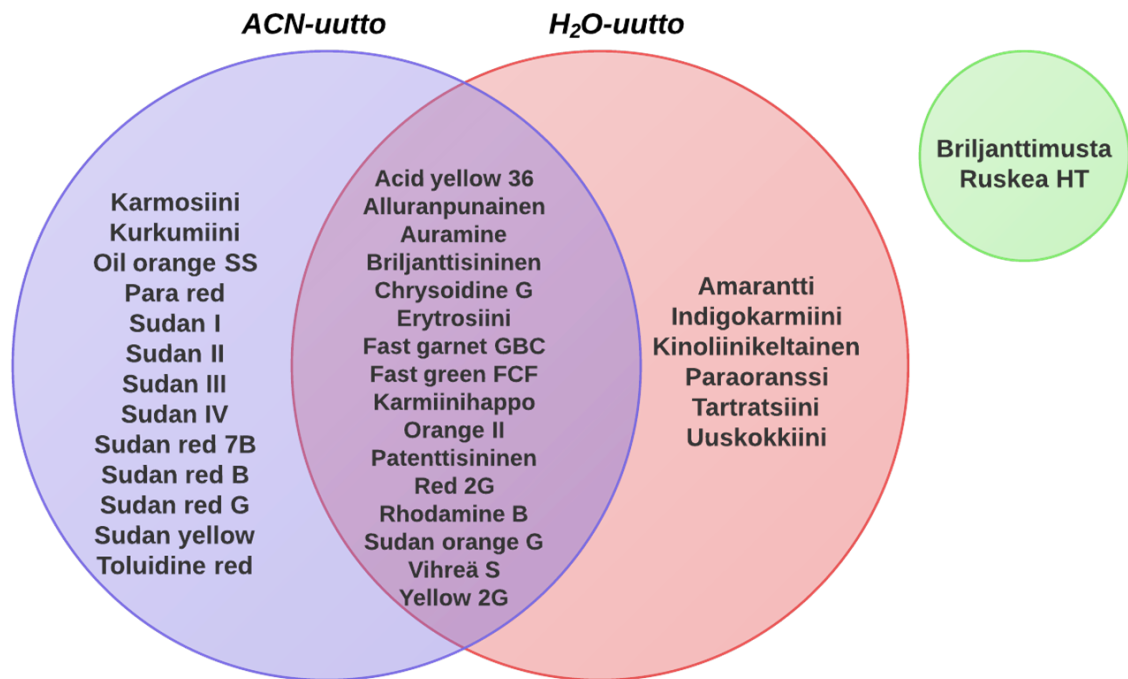 ACN-uutto
H₂O-uutto
Karmosiini
Kurkumiini
Oil orange SS
Para red
Sudan I
Sudan II
Sudan III
Sudan IV
Sudan red 7B
Sudan red B
Sudan red G
Sudan yellow
Toluidine red
Acid yellow 36
Alluranpunainen
Auramine
Briljanttisininen
Chrysoidine G
Erytrosiini
Fast garnet GBC
Fast green FCF
Karmiinihappo
Orange II
Patenttisininen
Red 2G
Rhodamine B
Sudan orange G
Vihreä S
Yellow 2G
Amarantti
Indigokarmiini
Kinoliinikeltainen
Paraoranssi
Tartratsiini
Uuskokkiini
Briljanttimusta
Ruskea HT